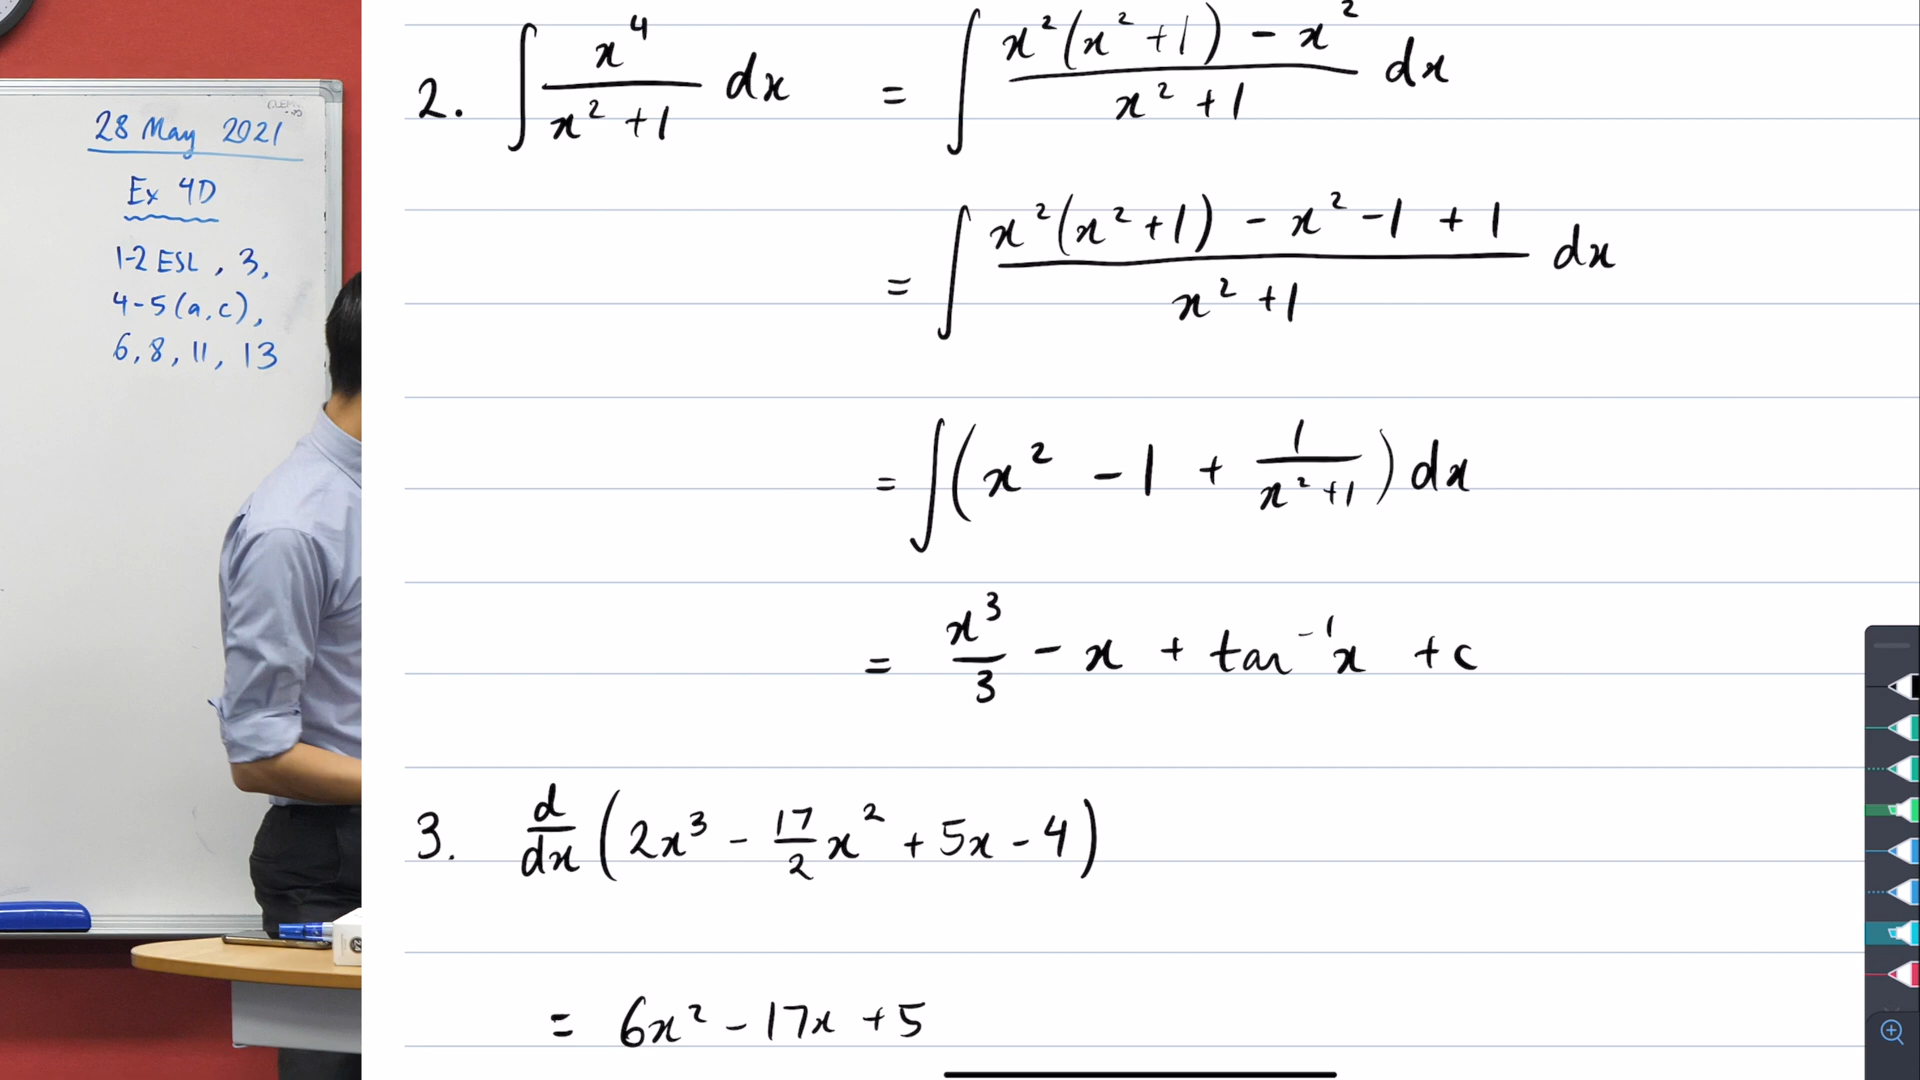 28 May 2021
Ex 4D
1-2 ESL, 3,
4-5(a,c),
6, 8, 11, 13
2. ∫ x⁴/(x²+1) dx = ∫ (x²(x²+1) - x²)/(x²+1) dx
= ∫ (x²(x²+1) - x² - 1 + 1)/(x²+1) dx
= ∫(x² - 1 + 1/(x²+1)) dx
= x³/3 - x + tan⁻¹x + c
3. d/dx (2x³ - 17/2 x² + 5x - 4)
= 6x² - 17x + 5